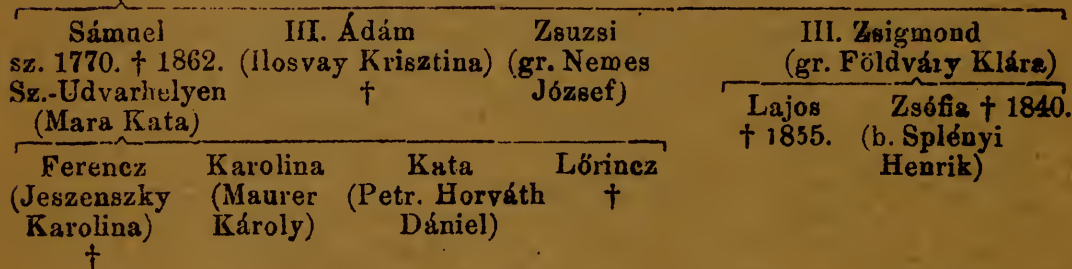 Sámuel III. Ádám Zsuzsi III. Zsigmond
sz. 1770. † 1862. (Ilosvay Krisztina) (gr. Nemes (gr. Földváry Klára)
Sz.-Udvarhelyen † József) Lajos Zsófia † 1840.
(Mara Kata) † 1855. (b. Splényi
Ferencz Karolina Kata Lőrincz Henrik)
(Jeszenszky (Maurer (Petr. Horváth †
Karolina) Károly) Dániel)
†